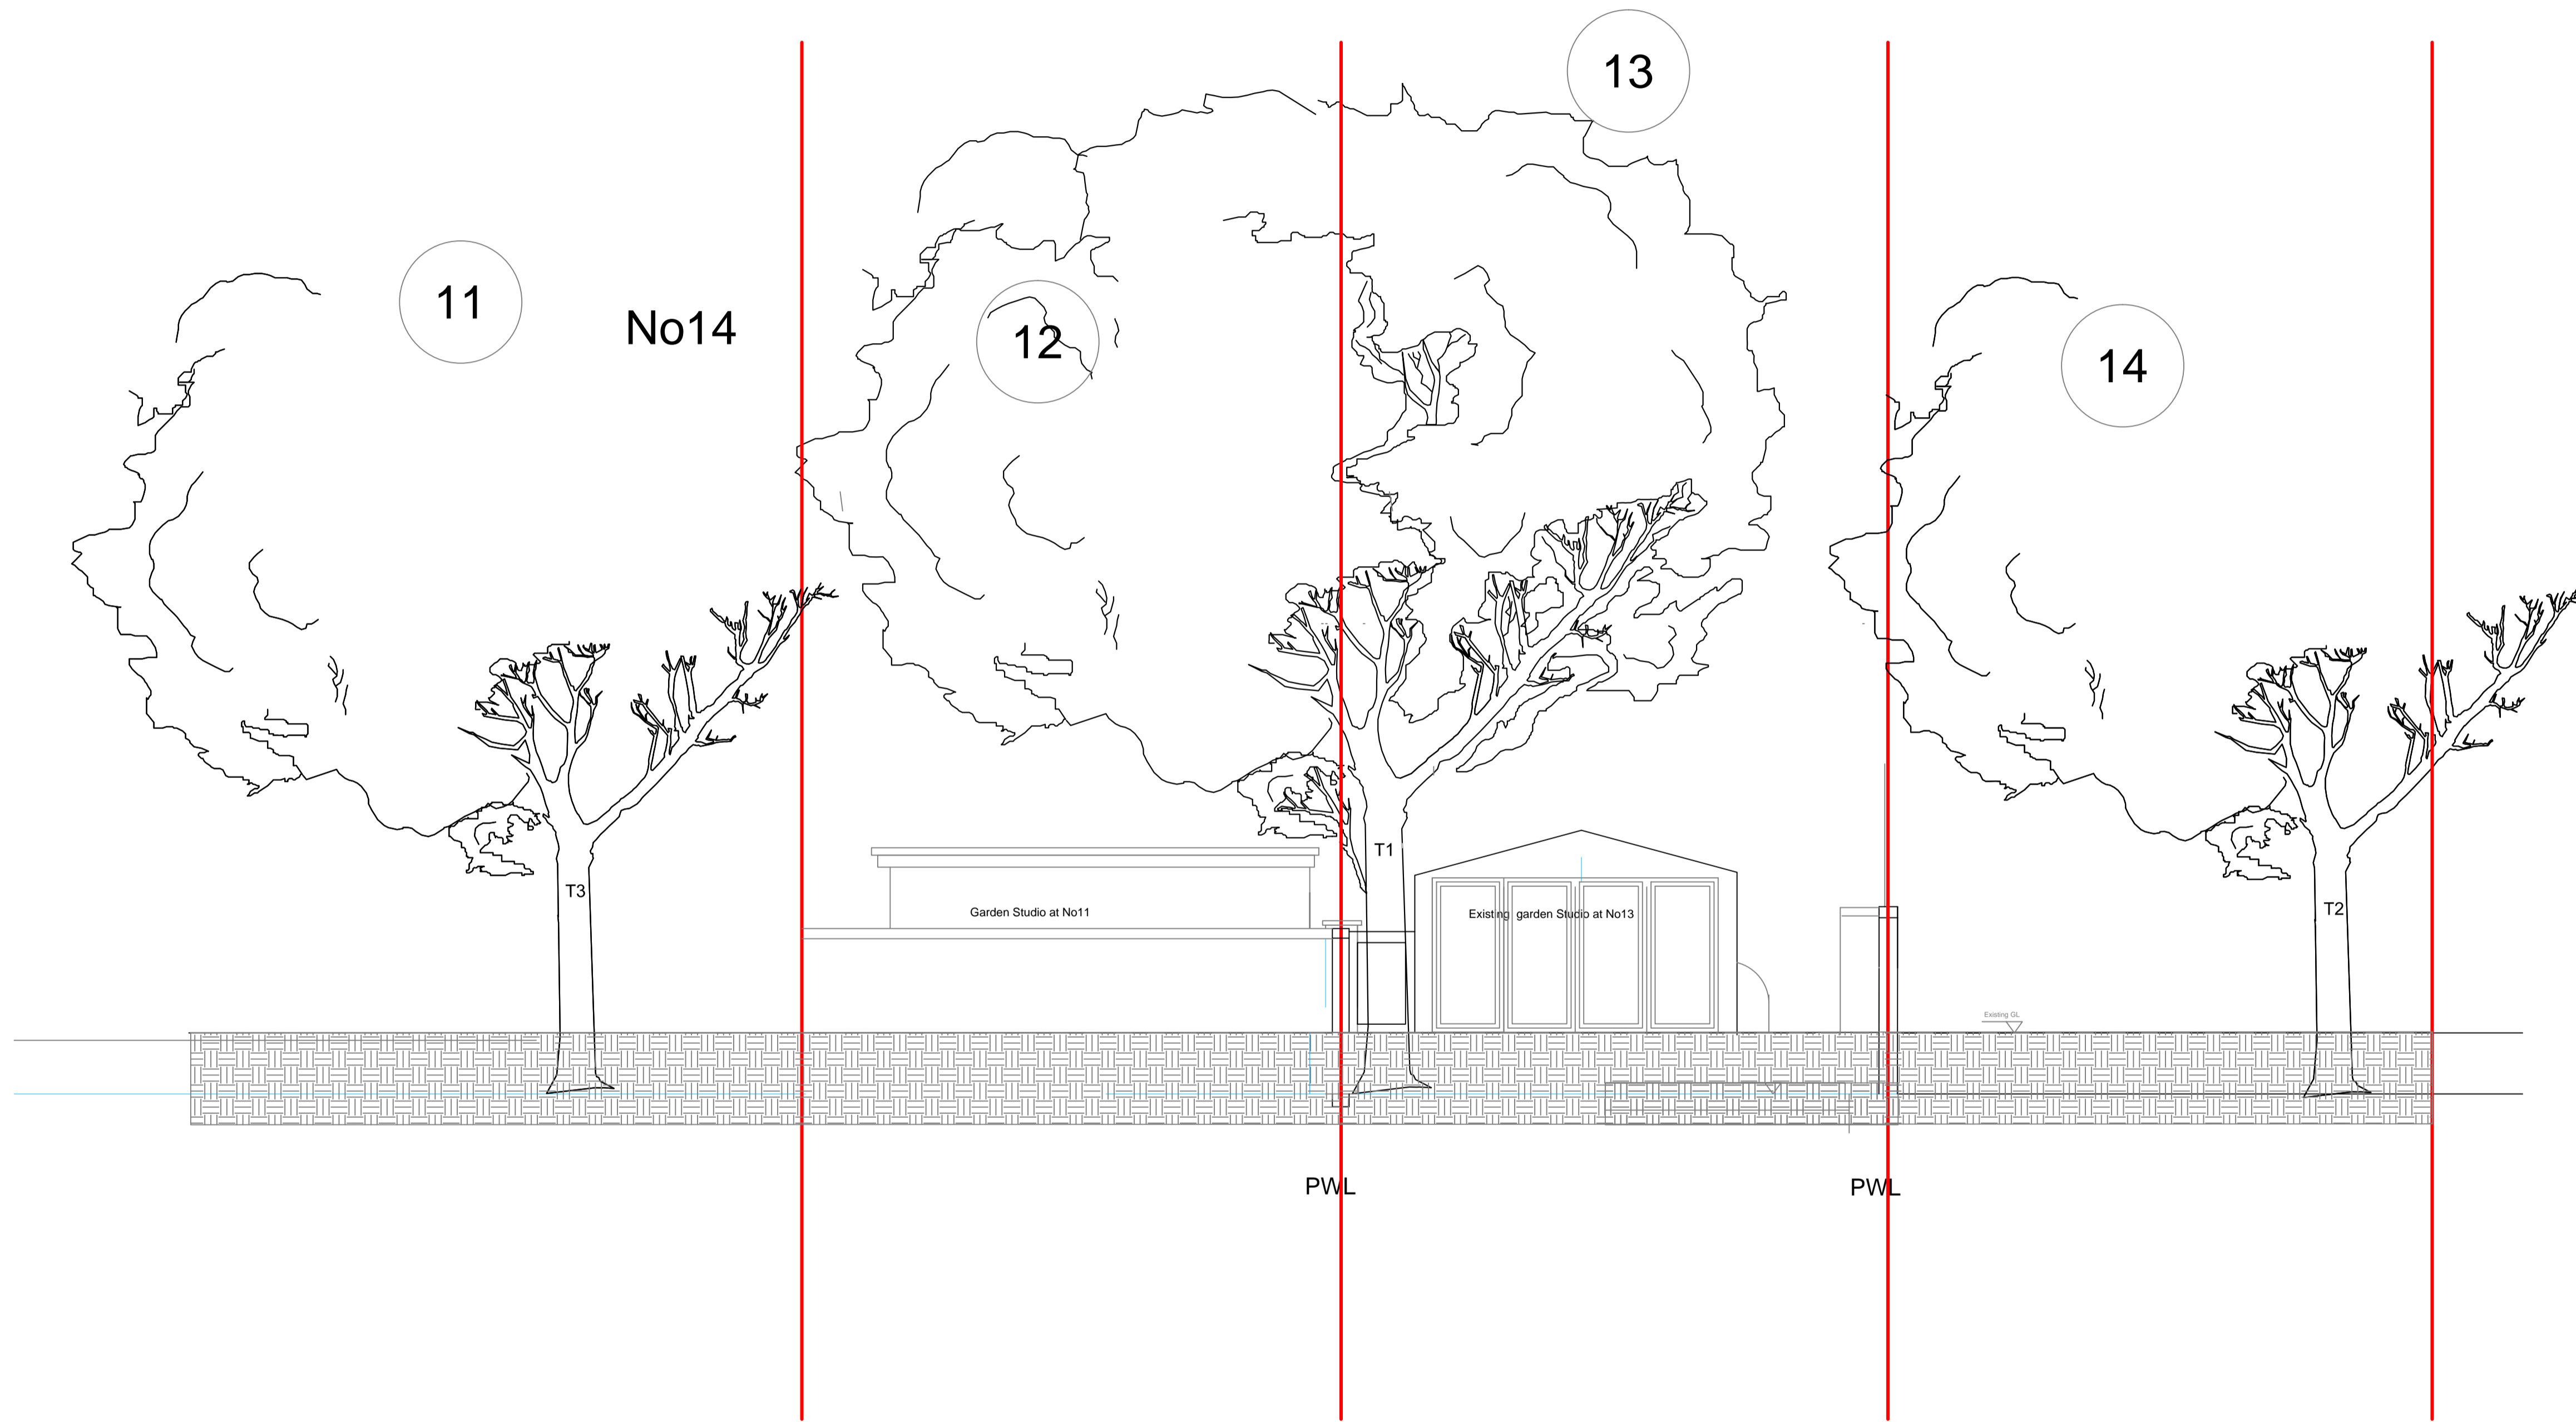 13
11
No14
12
14
T1
T3
T2
Garden Studio at No11
Existing garden Studio at No13
Existing GL
PWL
PWL